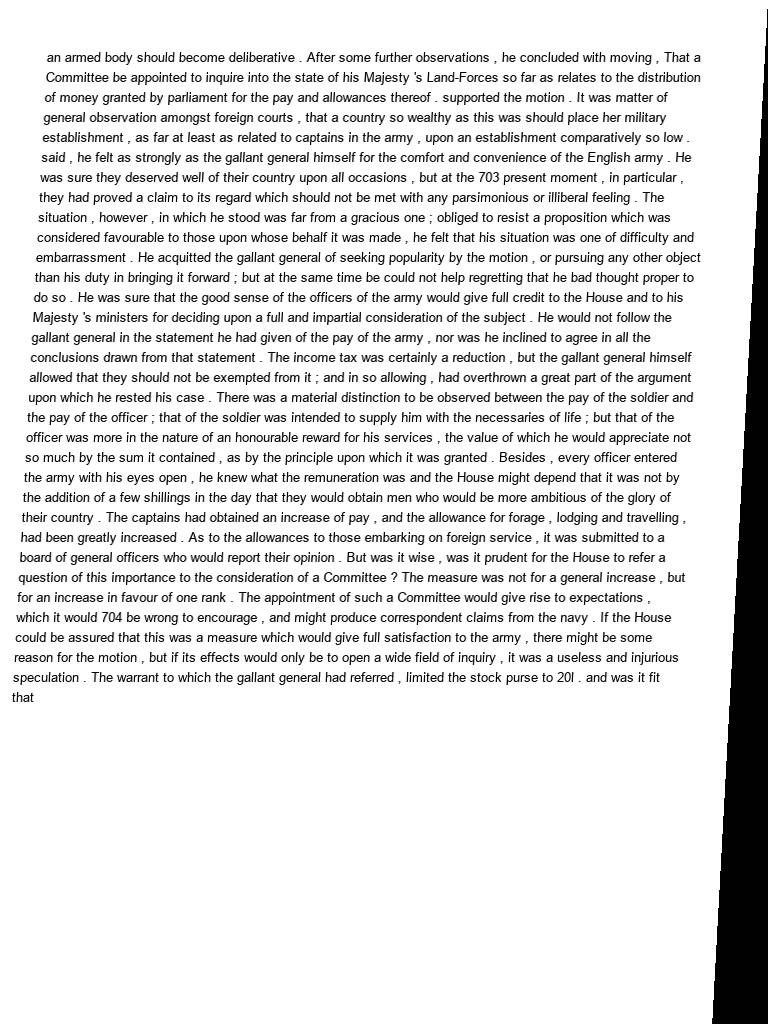 an armed body should become deliberative . After some further observations , he concluded with moving , That a
Committee be appointed to inquire into the state of his Majesty 's Land-Forces so far as relates to the distribution
of money granted by parliament for the pay and allowances thereof . supported the motion . It was matter of
general observation amongst foreign courts , that a country so wealthy as this was should place her military
establishment , as far at least as related to captains in the army , upon an establishment comparatively so low .
said , he felt as strongly as the gallant general himself for the comfort and convenience of the English army . He
was sure they deserved well of their country upon all occasions , but at the 703 present moment , in particular ,
they had proved a claim to its regard which should not be met with any parsimonious or illiberal feeling . The
situation , however , in which he stood was far from a gracious one ; obliged to resist a proposition which was
considered favourable to those upon whose behalf it was made , he felt that his situation was one of difficulty and
embarrassment . He acquitted the gallant general of seeking popularity by the motion , or pursuing any other object
than his duty in bringing it forward ; but at the same time be could not help regretting that he bad thought proper to
do so . He was sure that the good sense of the officers of the army would give full credit to the House and to his
Majesty 's ministers for deciding upon a full and impartial consideration of the subject . He would not follow the
gallant general in the statement he had given of the pay of the army , nor was he inclined to agree in all the
conclusions drawn from that statement . The income tax was certainly a reduction , but the gallant general himself
allowed that they should not be exempted from it ; and in so allowing , had overthrown a great part of the argument
upon which he rested his case . There was a material distinction to be observed between the pay of the soldier and
the pay of the officer ; that of the soldier was intended to supply him with the necessaries of life ; but that of the
officer was more in the nature of an honourable reward for his services , the value of which he would appreciate not
so much by the sum it contained , as by the principle upon which it was granted . Besides , every officer entered
the army with his eyes open , he knew what the remuneration was and the House might depend that it was not by
the addition of a few shillings in the day that they would obtain men who would be more ambitious of the glory of
their country . The captains had obtained an increase of pay , and the allowance for forage , lodging and travelling ,
had been greatly increased . As to the allowances to those embarking on foreign service , it was submitted to a
board of general officers who would report their opinion . But was it wise , was it prudent for the House to refer a
question of this importance to the consideration of a Committee ? The measure was not for a general increase , but
for an increase in favour of one rank . The appointment of such a Committee would give rise to expectations ,
which it would 704 be wrong to encourage , and might produce correspondent claims from the navy . If the House
could be assured that this was a measure which would give full satisfaction to the army , there might be some
reason for the motion , but if its effects would only be to open a wide field of inquiry , it was a useless and injurious
speculation . The warrant to which the gallant general had referred , limited the stock purse to 20l . and was it fit
that